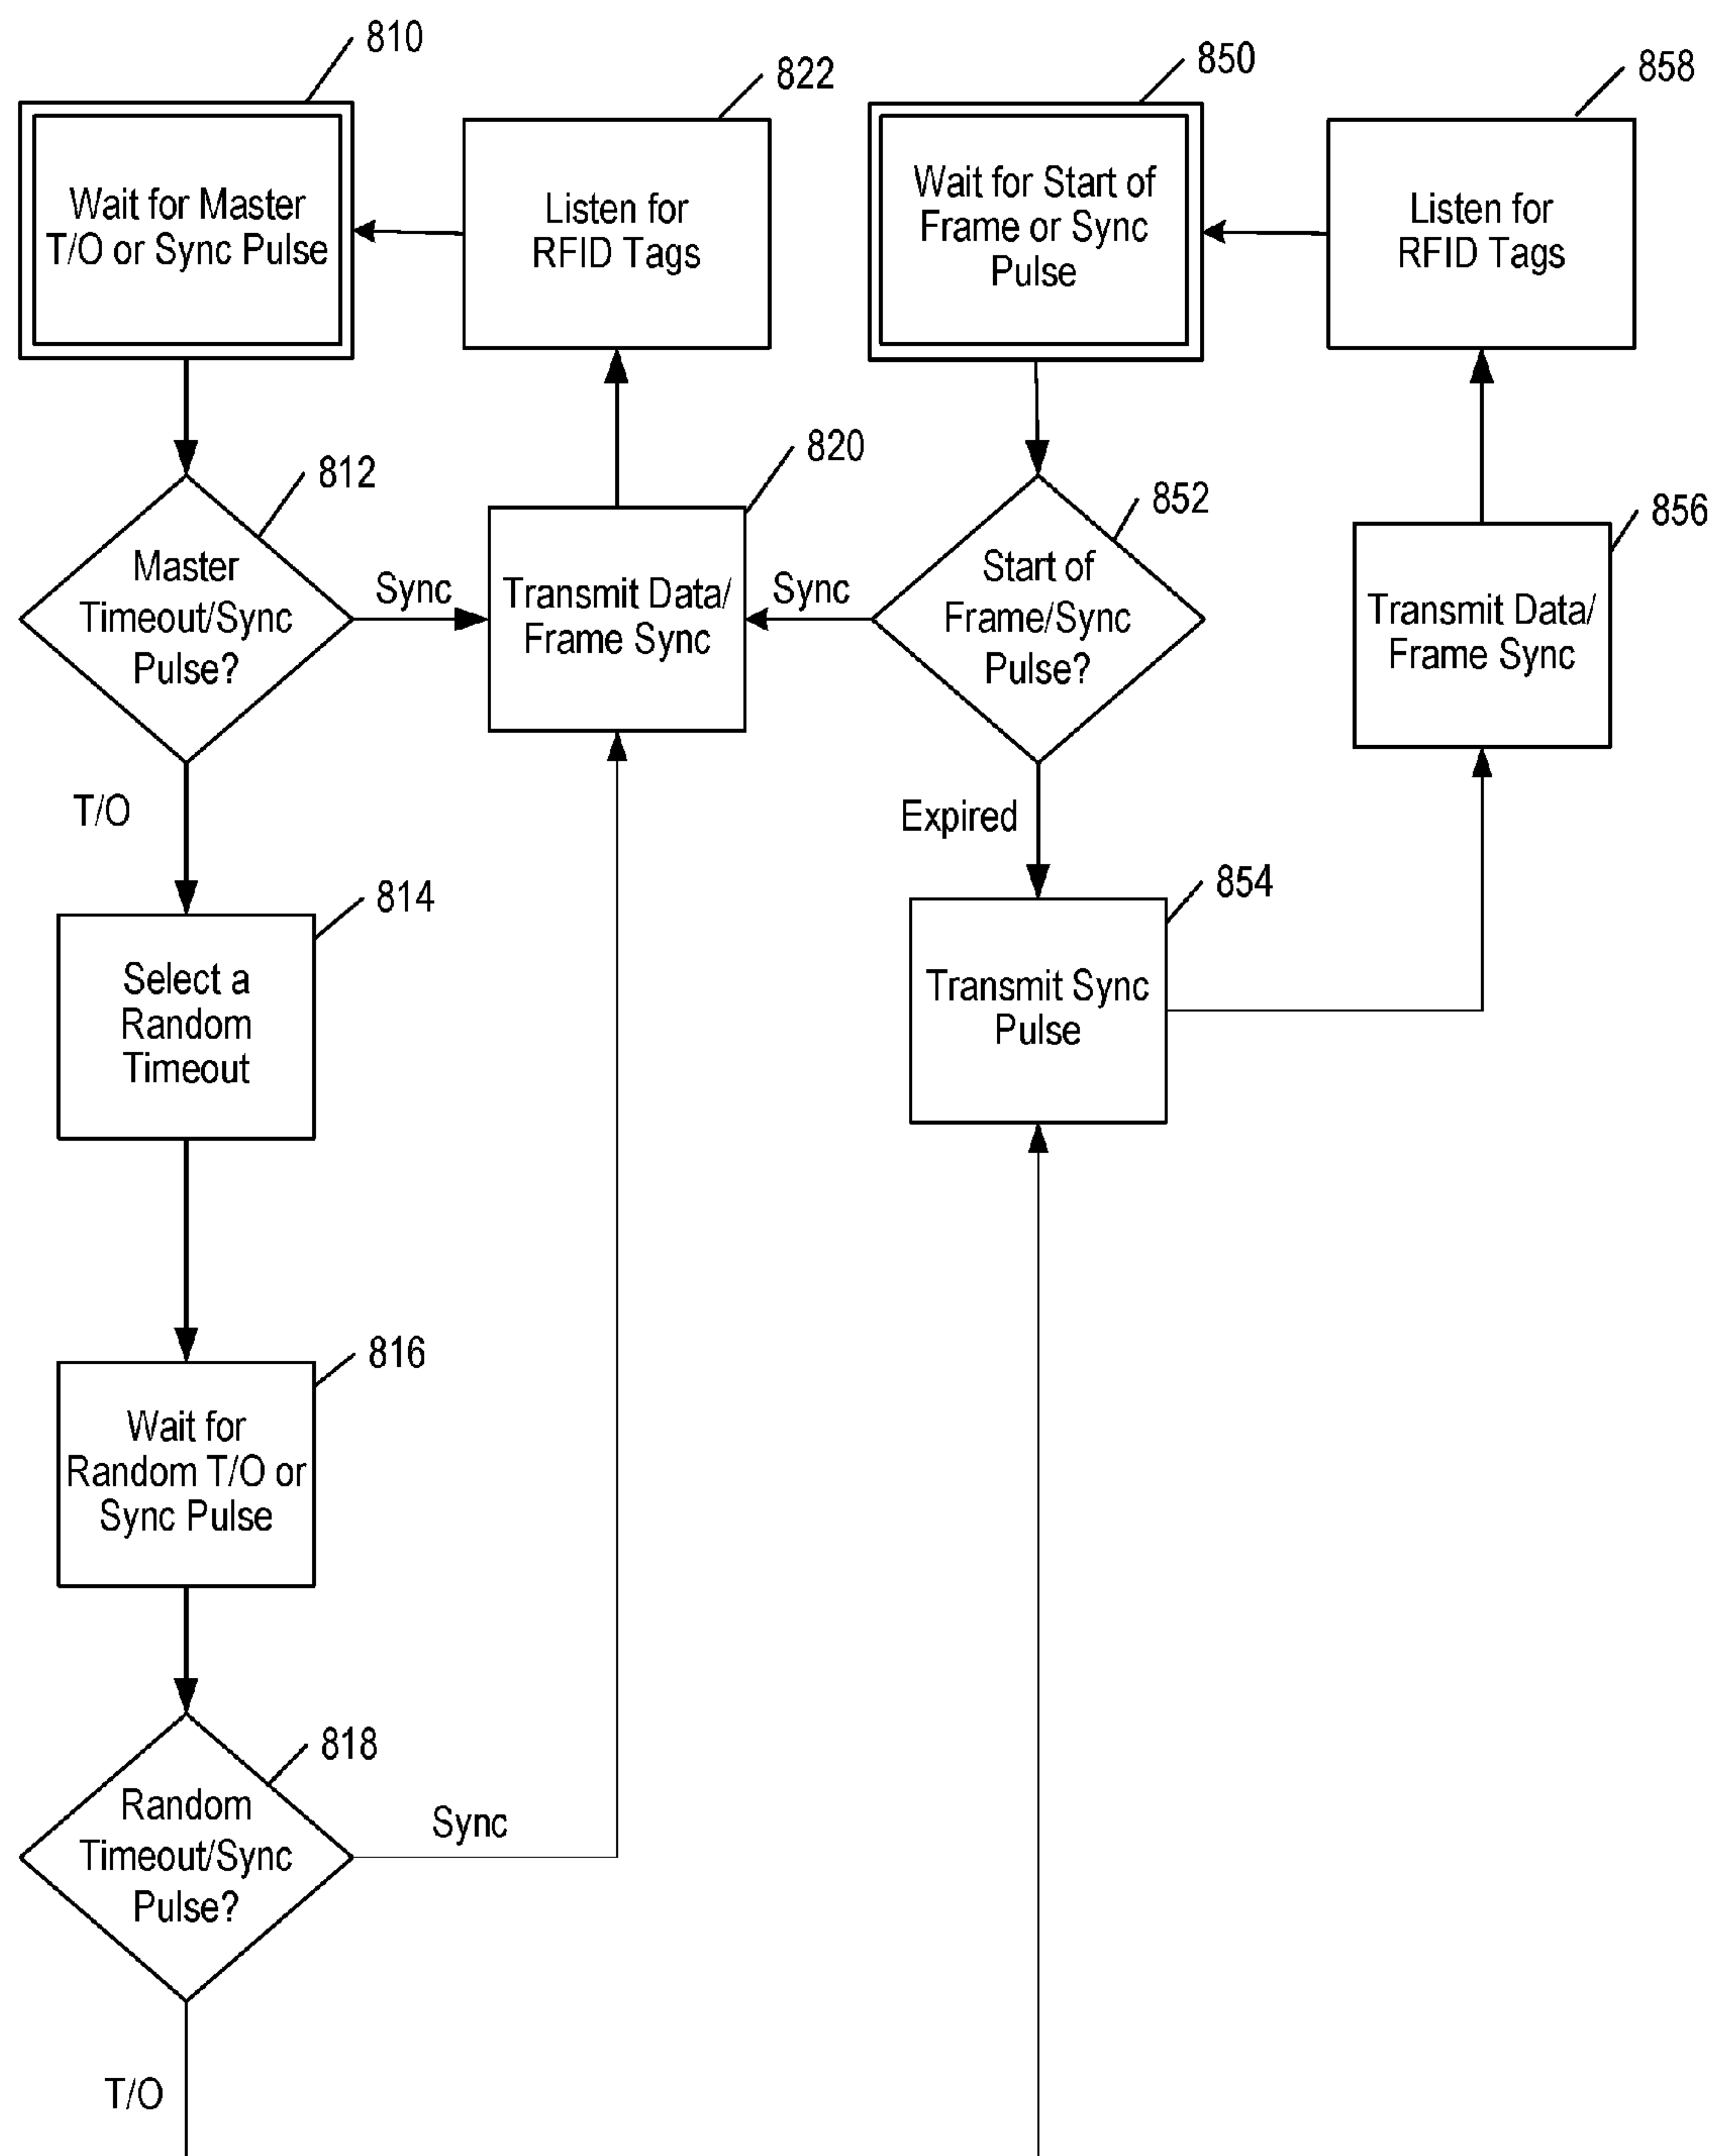 810
822
850
858
Wait for Master
T/O or Sync Pulse
Listen for
RFID Tags
Wait for Start of
Frame or Sync
Pulse
Listen for
RFID Tags
812
820
852
856
Master
Timeout/Sync
Pulse?
Sync
Transmit Data/
Frame Sync
Sync
Start of
Frame/Sync
Pulse?
Transmit Data/
Frame Sync
T/O
Expired
814
854
Select a
Random
Timeout
Transmit Sync
Pulse
816
Wait for
Random T/O or
Sync Pulse
818
Random
Timeout/Sync
Pulse?
Sync
T/O